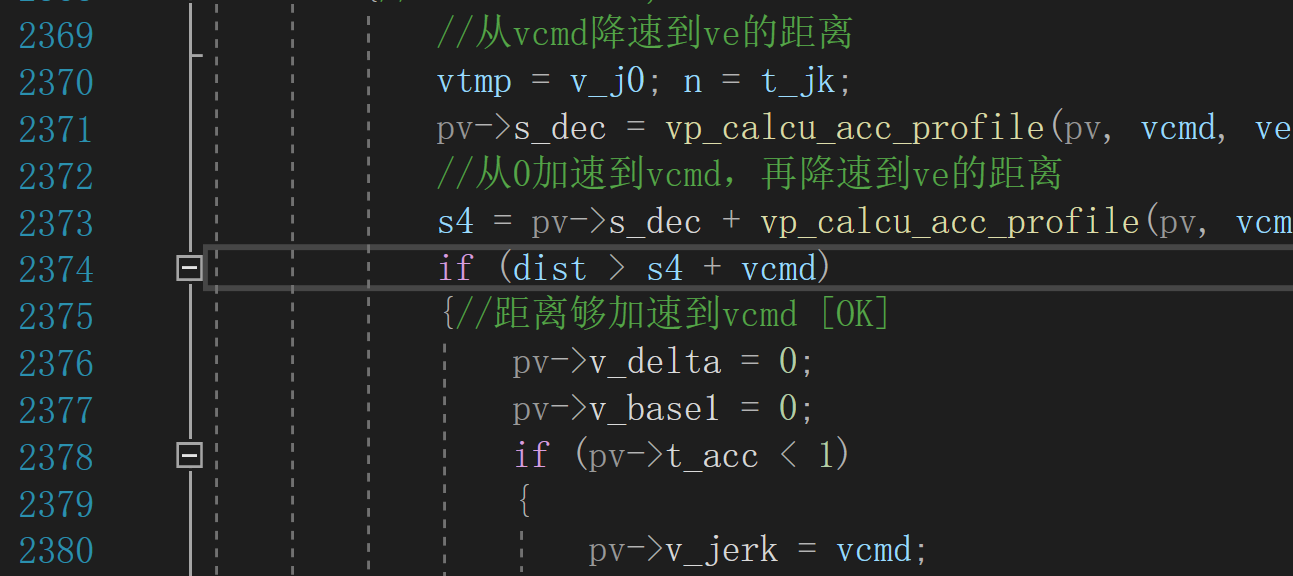 2369 //从vcmd降速到ve的距离
2370 vtmp = v_j0; n = t_jk;
2371 pv->s_dec = vp_calcu_acc_profile(pv, vcmd, ve
2372 //从0加速到vcmd，再降速到ve的距离
2373 s4 = pv->s_dec + vp_calcu_acc_profile(pv, vcm
2374 if (dist > s4 + vcmd)
2375 {//距离够加速到vcmd [OK]
2376 pv->v_delta = 0;
2377 pv->v_base1 = 0;
2378 if (pv->t_acc < 1)
2379 {
2380 pv->v_jerk = vcmd;